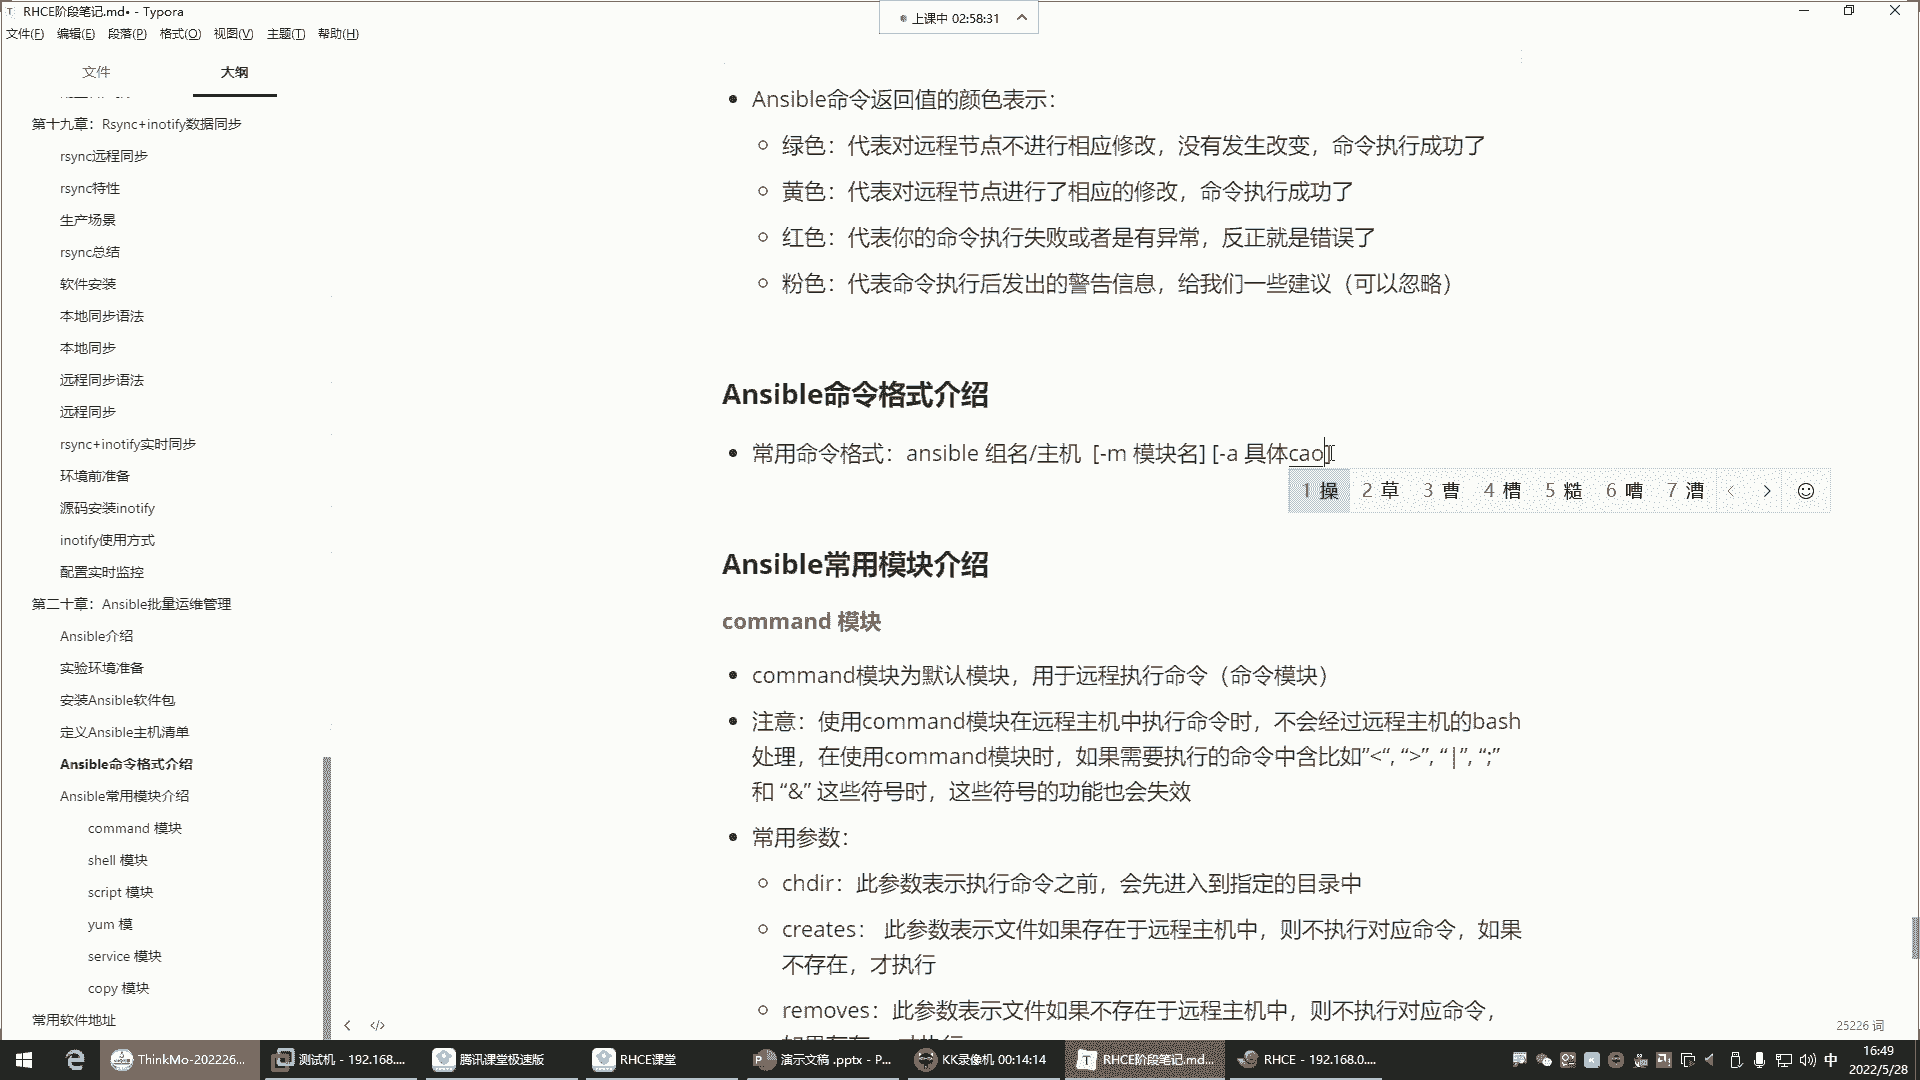 RHCE阶段笔记.md• - Typora
上课中 02:58:31
文件(F) 编辑(E) 段落(P) 格式(O) 视图(V) 主题(T) 帮助(H)
文件 大纲
第十九章：Rsync+inotify数据同步
rsync远程同步
rsync特性
生产场景
rsync总结
软件安装
本地同步语法
本地同步
远程同步语法
远程同步
rsync+inotify实时同步
环境前准备
源码安装inotify
inotify使用方式
配置实时监控
第二十章：Ansible批量运维管理
Ansible介绍
实验环境准备
安装Ansible软件包
定义Ansible主机清单
Ansible命令格式介绍
Ansible常用模块介绍
command 模块
shell 模块
script 模块
yum 模
service 模块
copy 模块
常用软件地址
Ansible命令返回值的颜色表示：
绿色：代表对远程节点不进行相应修改，没有发生改变，命令执行成功了
黄色：代表对远程节点进行了相应的修改，命令执行成功了
红色：代表你的命令执行失败或者是有异常，反正就是错误了
粉色：代表命令执行后发出的警告信息，给我们一些建议（可以忽略）
Ansible命令格式介绍
常用命令格式：ansible 组名/主机 [-m 模块名] [-a 具体cao]
1 操 2 草 3 曹 4 槽 5 糙 6 嘈 7 漕
Ansible常用模块介绍
command 模块
command模块为默认模块，用于远程执行命令（命令模块）
注意：使用command模块在远程主机中执行命令时，不会经过远程主机的bash
处理，在使用command模块时，如果需要执行的命令中含比如”<“, “>”, “|”, “;”
和 “&” 这些符号时，这些符号的功能也会失效
常用参数：
chdir：此参数表示执行命令之前，会先进入到指定的目录中
creates： 此参数表示文件如果存在于远程主机中，则不执行对应命令，如果
不存在，才执行
removes：此参数表示文件如果不存在于远程主机中，则不执行对应命令，
25226 词
ThinkMo-202226... 测试机 - 192.168.... 腾讯课堂极速版 RHCE课堂 演示文稿 .pptx - P... KK录像机 00:14:14 RHCE阶段笔记.md... RHCE - 192.168.0....
中
16:49
2022/5/28